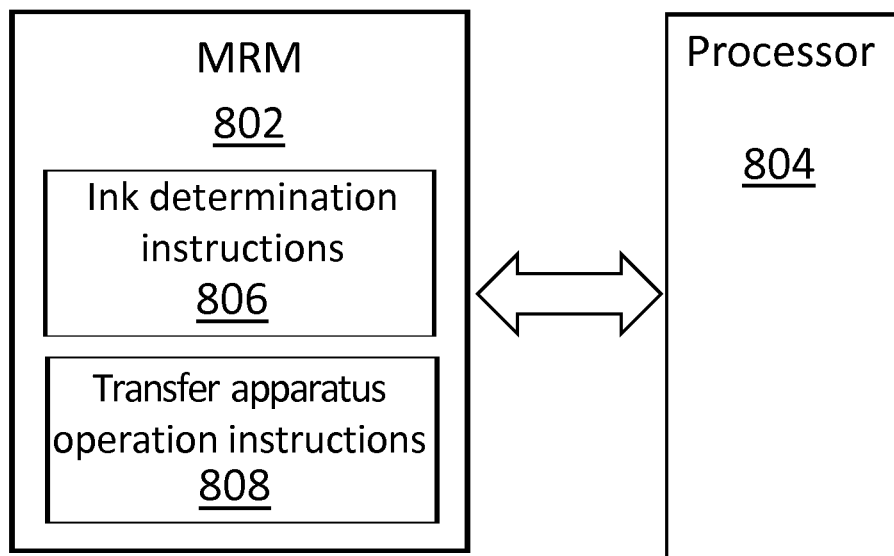 MRM
802
Ink determination
instructions
806
Transfer apparatus
operation instructions
808
Processor
804